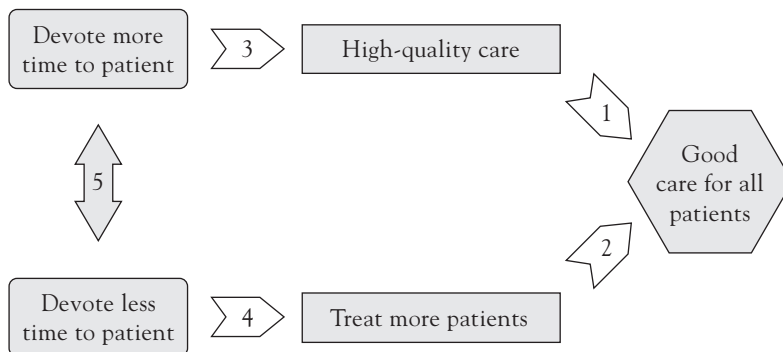 Devote more
time to patient
3
High-quality care
1
Good
care for all
patients
5
2
Devote less
time to patient
4
Treat more patients